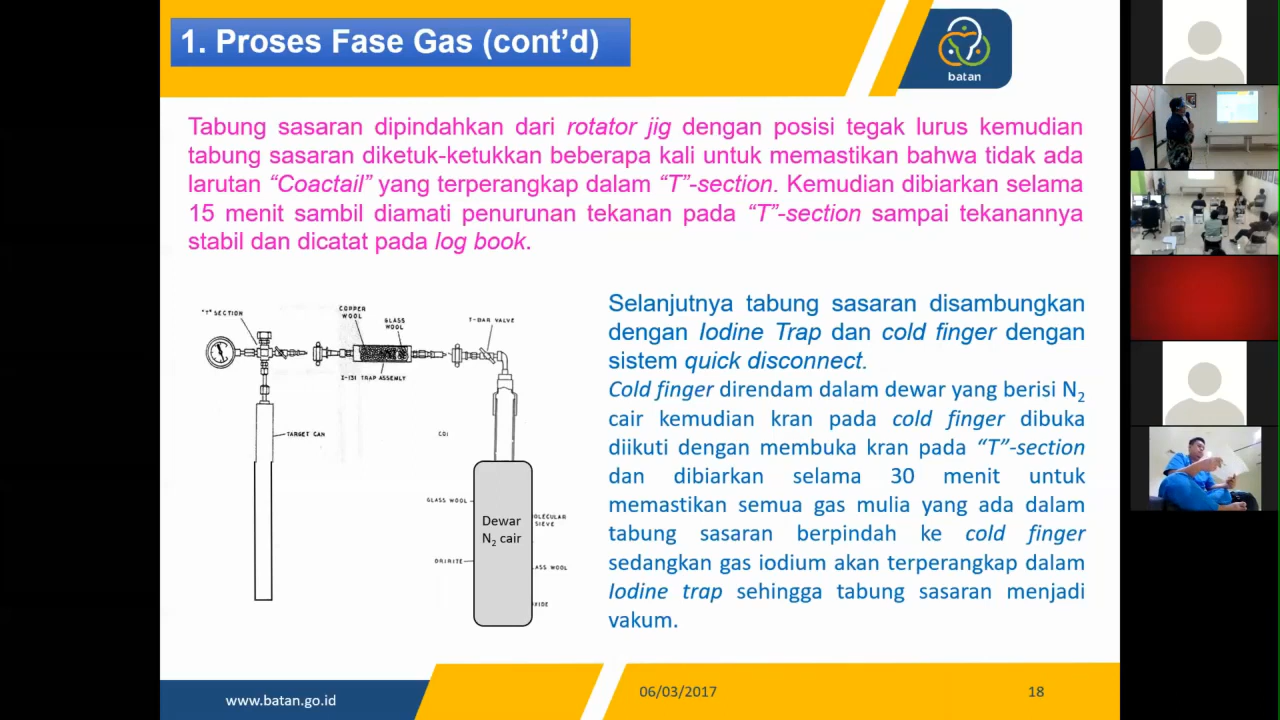 1. Proses Fase Gas (cont'd)
batan
Tabung sasaran dipindahkan dari rotator jig dengan posisi tegak lurus kemudian
tabung sasaran diketuk-ketukkan beberapa kali untuk memastikan bahwa tidak ada
larutan “Coactail” yang terperangkap dalam “T”-section. Kemudian dibiarkan selama
15 menit sambil diamati penurunan tekanan pada “T”-section sampai tekanannya
stabil dan dicatat pada log book.
"T" SECTION
COPPER
WOOL
GLASS
WOOL
T-BAR VALVE
I-131 TRAP ASSEMBLY
TARGET CAN
COI
GLASS WOOL
OLECULAR
SIEVE
Dewar
N₂ cair
DRIRITE
ASS WOOL
XIDE
Selanjutnya tabung sasaran disambungkan
dengan Iodine Trap dan cold finger dengan
sistem quick disconnect.
Cold finger direndam dalam dewar yang berisi N₂
cair kemudian kran pada cold finger dibuka
diikuti dengan membuka kran pada “T”-section
dan dibiarkan selama 30 menit untuk
memastikan semua gas mulia yang ada dalam
tabung sasaran berpindah ke cold finger
sedangkan gas iodium akan terperangkap dalam
Iodine trap sehingga tabung sasaran menjadi
vakum.
www.batan.go.id
06/03/2017
18